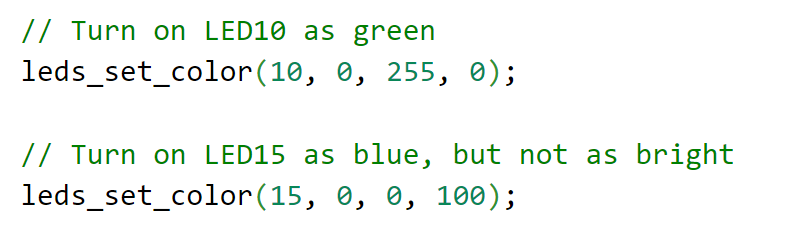 // Turn on LED10 as green
leds_set_color(10, 0, 255, 0);
// Turn on LED15 as blue, but not as bright
leds_set_color(15, 0, 0, 100);